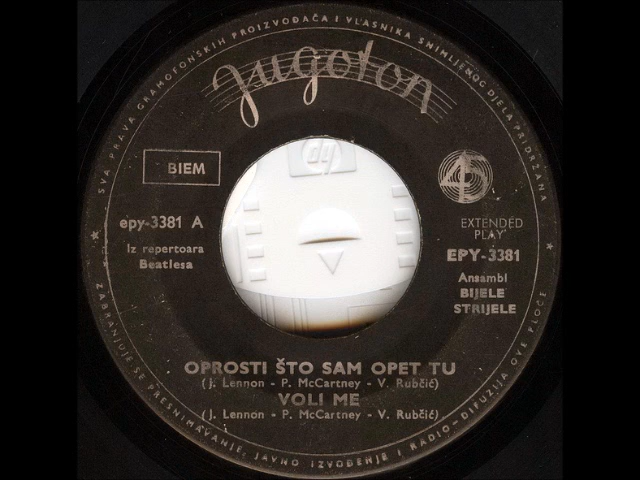 SVA PRAVA GRAMOFONSKIH PROIZVOĐAČA I VLASNIKA SNIMLJENOG DJELA PRIDRŽANA
Jugoton
BIEM
45
epy-3381 A
EXTENDED
PLAY
EPY-3381
Iz repertoara
Beatlesa
Ansambl
BIJELE
STRIJELE
hp
OPROSTI ŠTO SAM OPET TU
(J. Lennon - P. McCartney - V. Rubčić)
VOLI ME
(J. Lennon - P. McCartney - V. Rubčić)
ZABRANJUJE SE PRESNIMAVANJE, JAVNO IZVOĐENJE I RADIO-DIFUZIJA OVE PLOČE